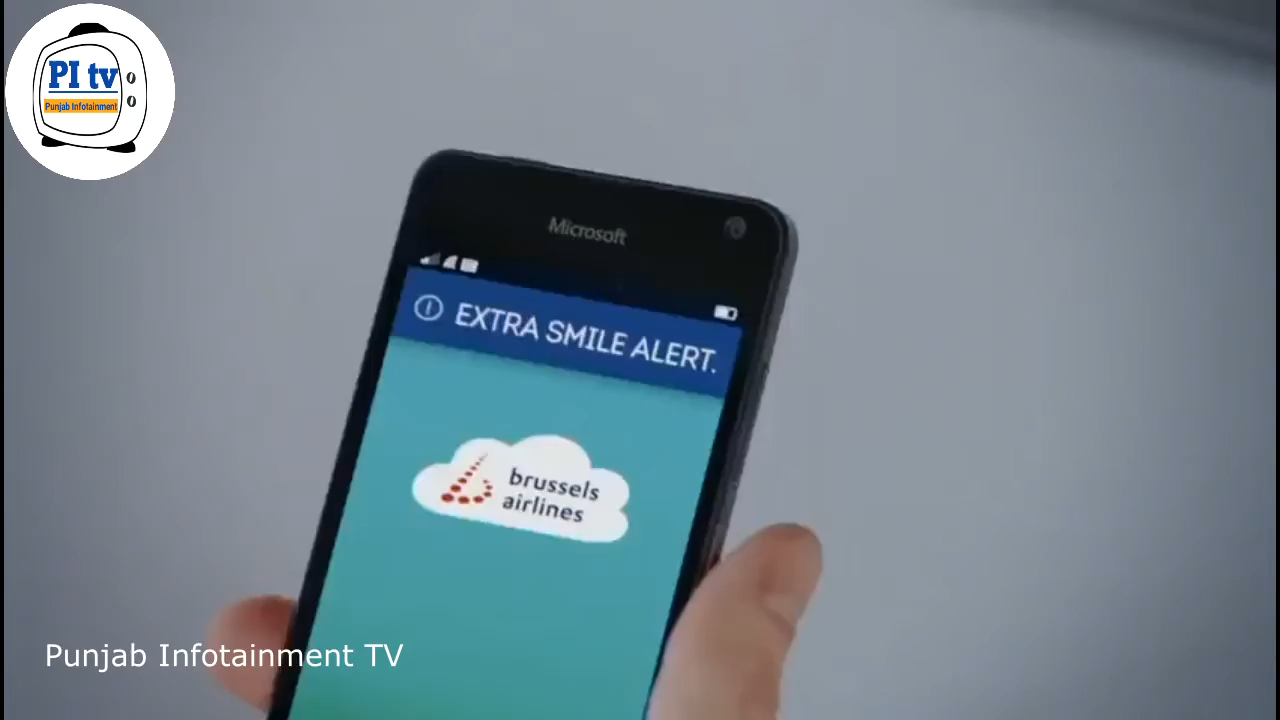 PI tv
Punjab Infotainment
Microsoft
EXTRA SMILE ALERT.
brussels
airlines
Punjab Infotainment TV